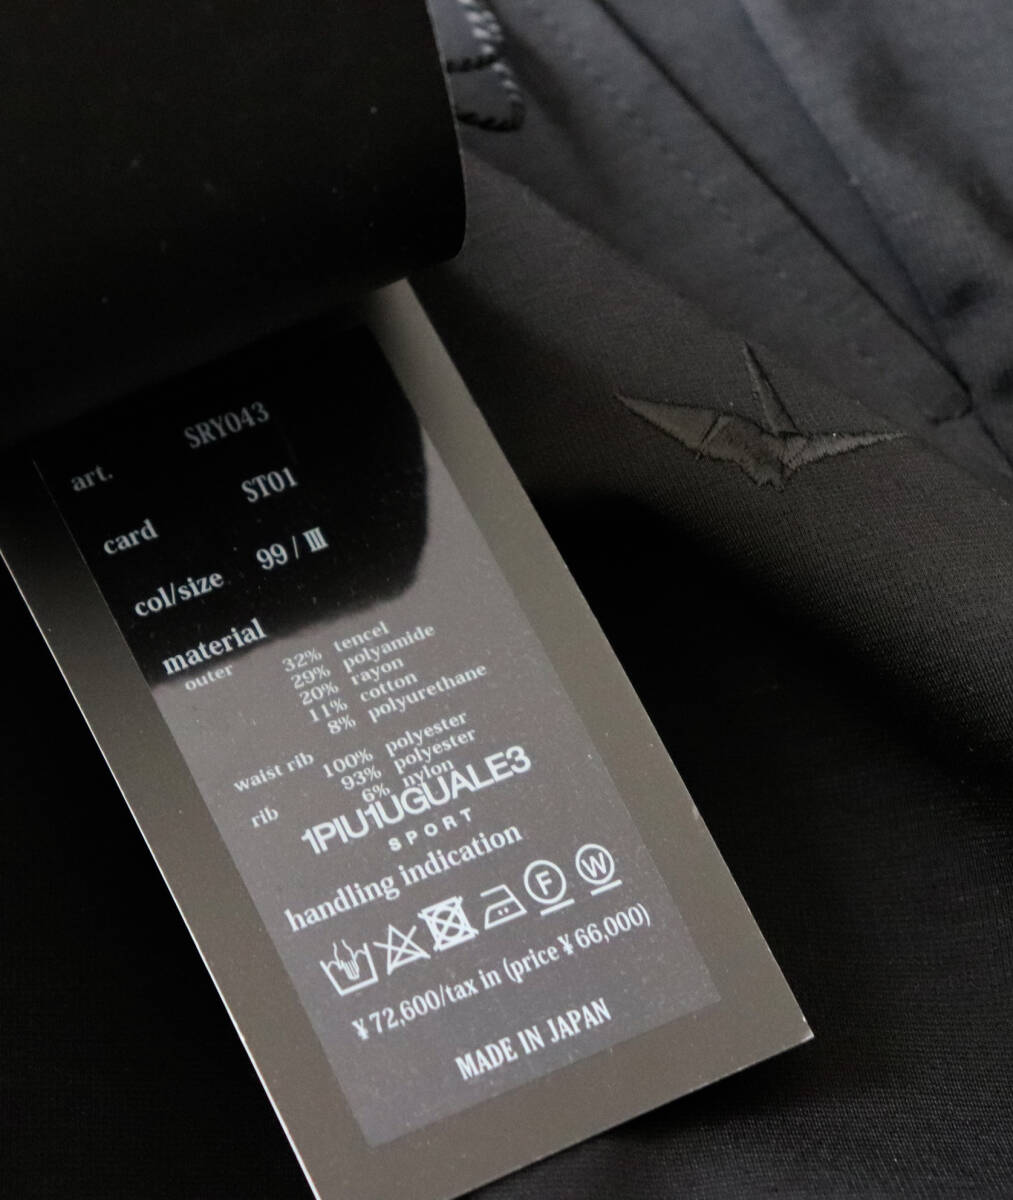 art. SRY043
card ST01
col/size 99 / Ⅲ
material
outer 32% tencel
29% polyamide
20% rayon
11% cotton
8% polyurethane
waist rib 100% polyester
rib 93% polyester
6% nylon
1PIU1UGUALE3
SPORT
handling indication
F W
¥72,600/tax in (price ¥ 66,000)
MADE IN JAPAN